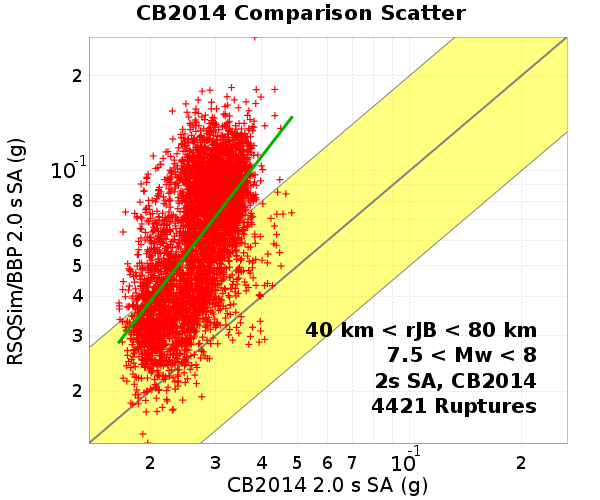 CB2014 Comparison Scatter
RSQSim/BBP 2.0 s SA (g)
2
10-1
8
6
5
4
3
2
40 km < rJB < 80 km
7.5 < Mw < 8
2s SA, CB2014
4421 Ruptures
2 3 4 5 6 7 10-1 2
CB2014 2.0 s SA (g)